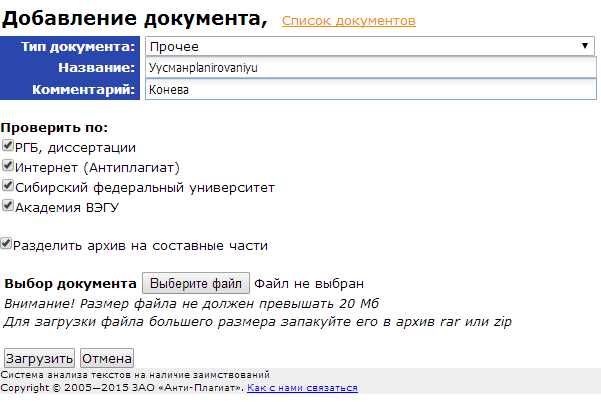 Добавление документа, Список документов
Тип документа: Прочее
Название: Уусманplanirovaniyu
Комментарий: Конева
Проверить по:
РГБ, диссертации
Интернет (Антиплагиат)
Сибирский федеральный университет
Академия ВЭГУ
Разделить архив на составные части
Выбор документа Выберите файл Файл не выбран
Внимание! Размер файла не должен превышать 20 Мб
Для загрузки файла большего размера запакуйте его в архив rar или zip
Загрузить Отмена
Система анализа текстов на наличие заимствований
Copyright © 2005—2015 ЗАО «Анти-Плагиат». Как с нами связаться